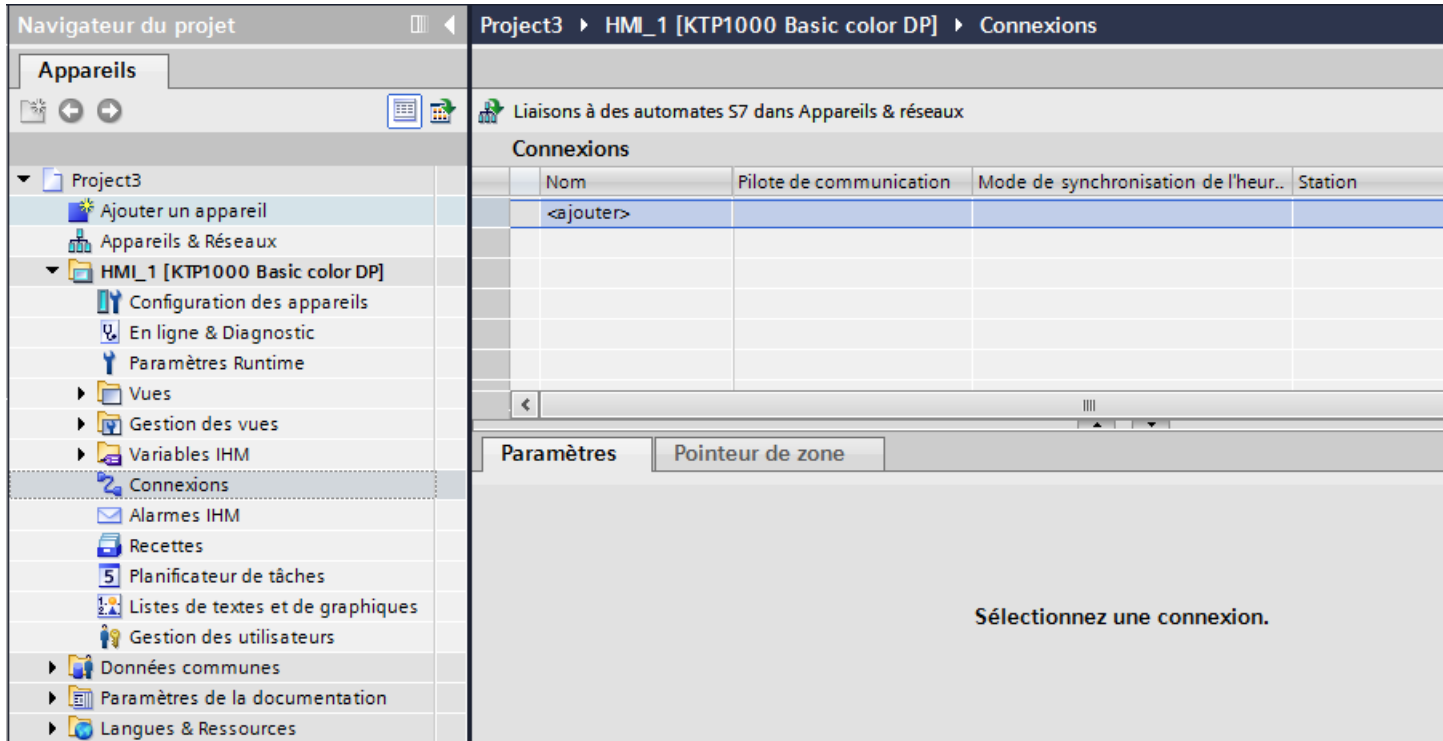 Navigateur du projet
Appareils
Project3
Ajouter un appareil
Appareils & Réseaux
HMI_1 [KTP1000 Basic color DP]
Configuration des appareils
En ligne & Diagnostic
Paramètres Runtime
Vues
Gestion des vues
Variables IHM
Connexions
Alarmes IHM
Recettes
Planificateur de tâches
Listes de textes et de graphiques
Gestion des utilisateurs
Données communes
Paramètres de la documentation
Langues & Ressources
Project3 HMI_1 [KTP1000 Basic color DP] Connexions
Liaisons à des automates S7 dans Appareils & réseaux
Connexions
Nom Pilote de communication Mode de synchronisation de l'heur.. Station
<ajouter>
Paramètres Pointeur de zone
Sélectionnez une connexion.